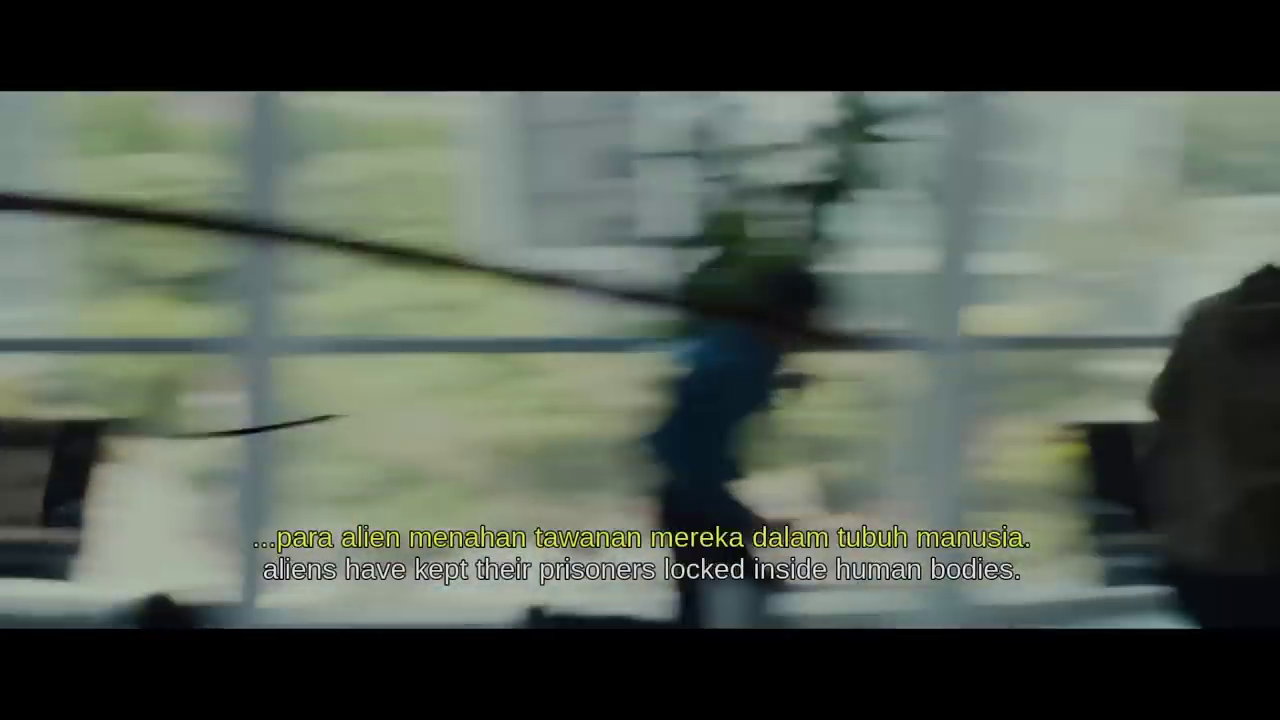 ...para alien menahan tawanan mereka dalam tubuh manusia.
aliens have kept their prisoners locked inside human bodies.